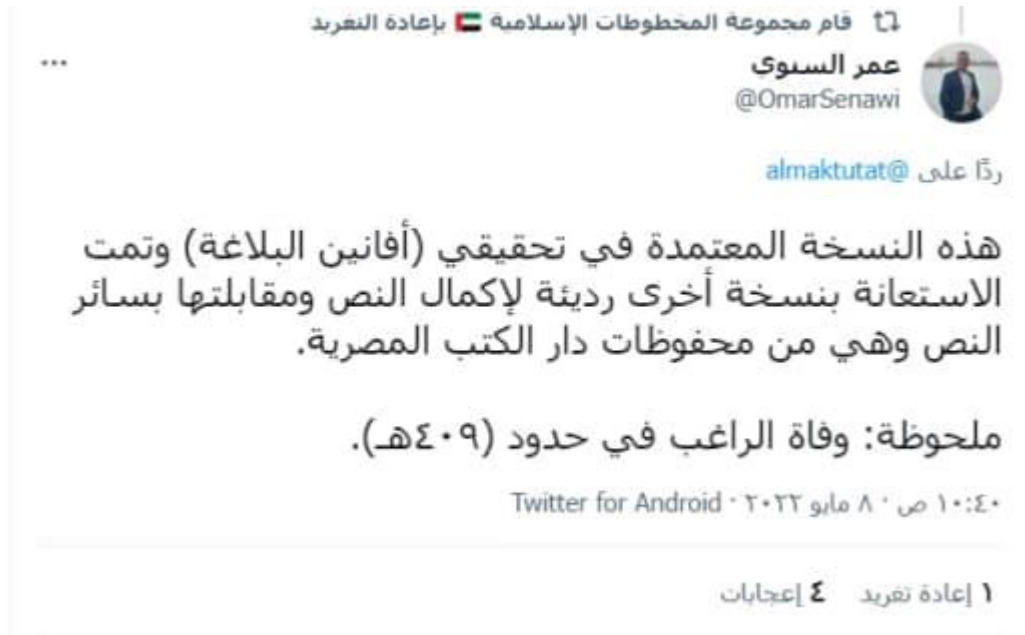 قام مجموعة المخطوطات الإسلامية 🇦🇪 بإعادة التغريد
عمر السنوي
@OmarSenawi
ردًا على @almaktutat
هذه النسخة المعتمدة في تحقيقي (أفانين البلاغة) وتمت
الاستعانة بنسخة أخرى رديئة لإكمال النص ومقابلتها بسائر
النص وهي من محفوظات دار الكتب المصرية.
ملحوظة: وفاة الراغب في حدود (٤٠٩هـ).
١٠:٤٠ ص · ٨ مايو ٢٠٢٢ · Twitter for Android
١ إعادة تغريد ٤ إعجابات